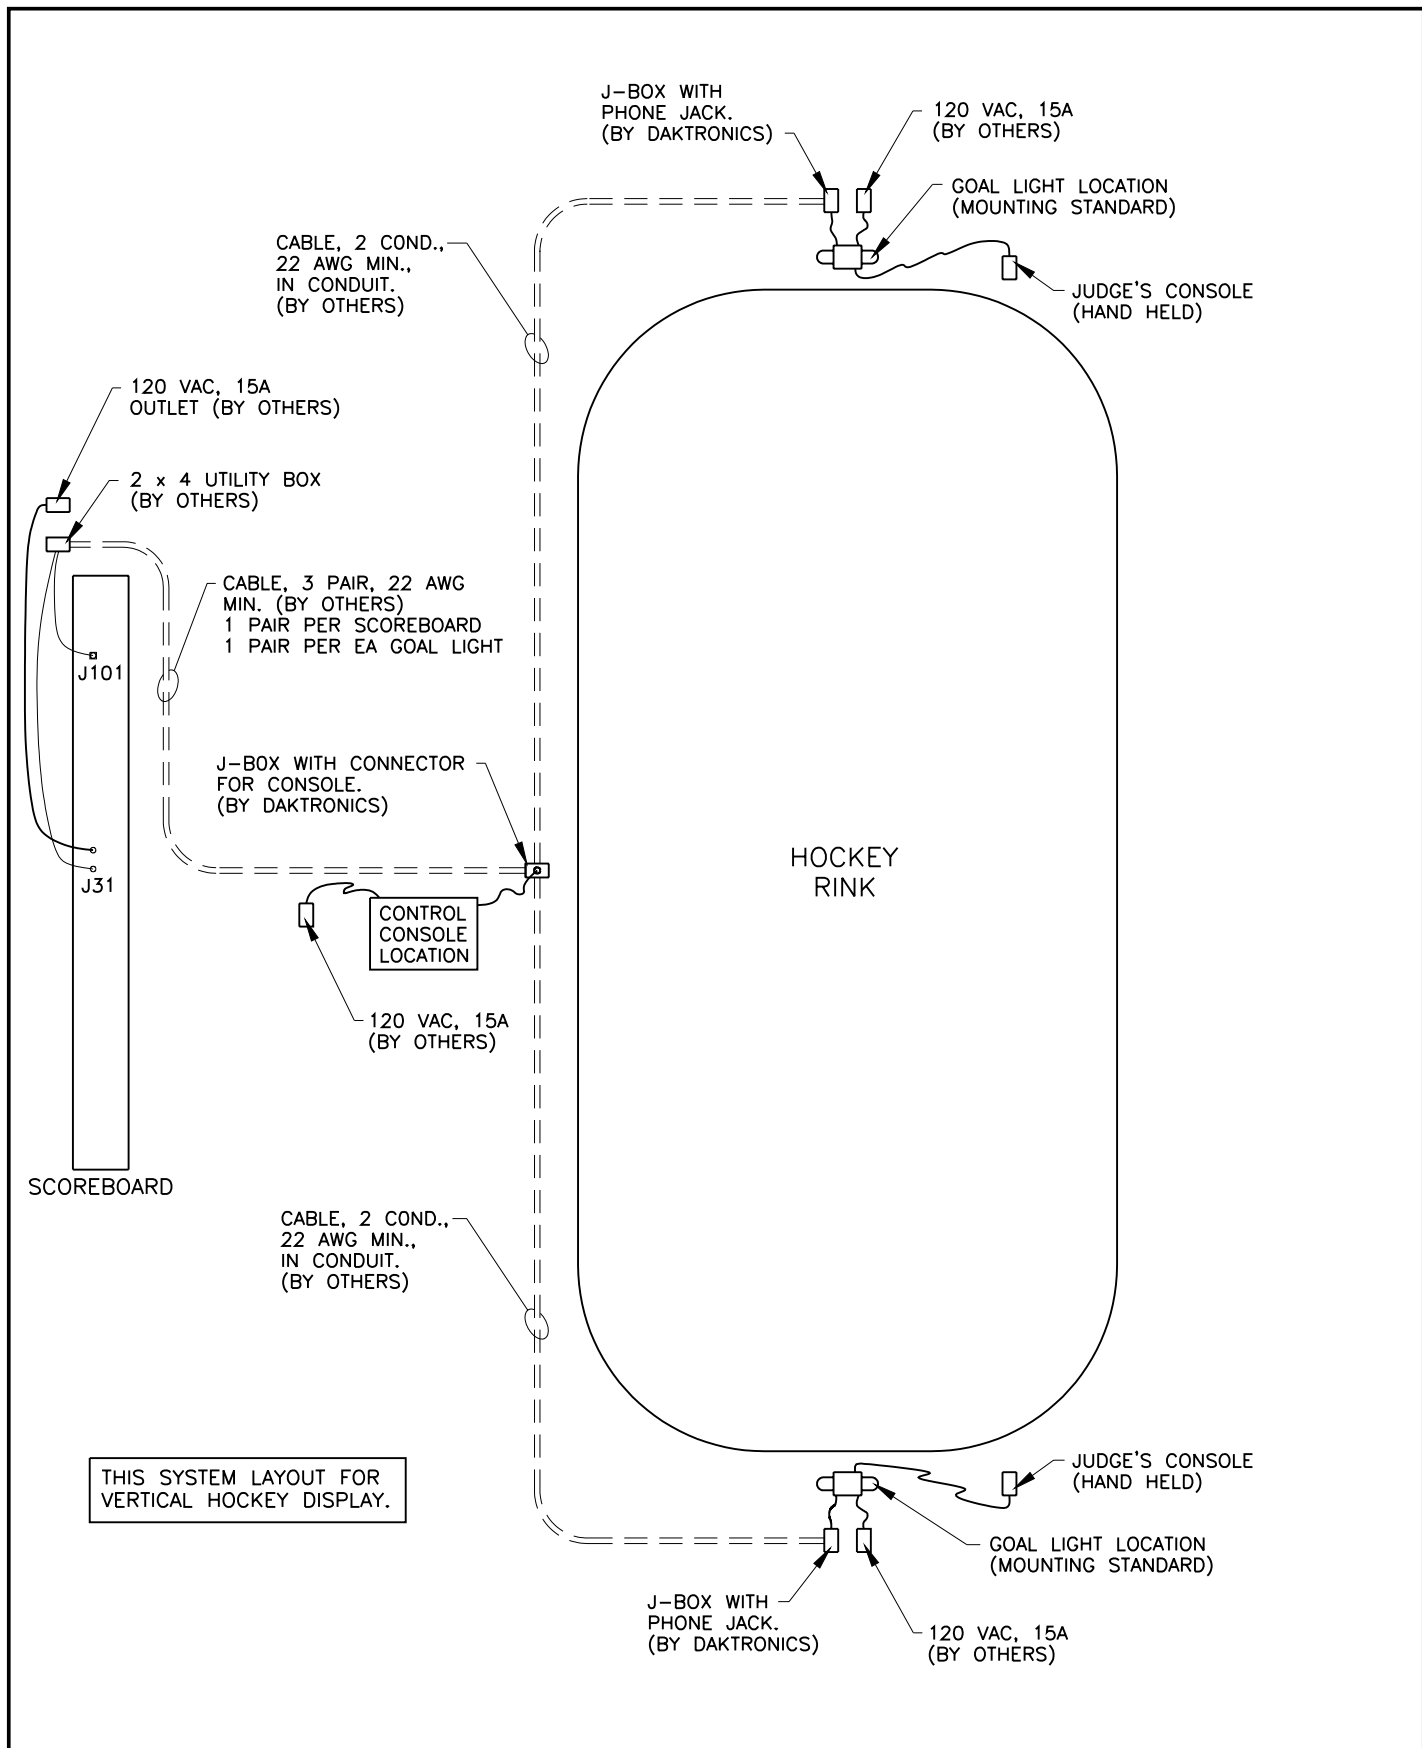 J-BOX WITH
PHONE JACK.
(BY DAKTRONICS)
120 VAC, 15A
(BY OTHERS)
GOAL LIGHT LOCATION
(MOUNTING STANDARD)
CABLE, 2 COND.,
22 AWG MIN.,
IN CONDUIT.
(BY OTHERS)
JUDGE'S CONSOLE
(HAND HELD)
120 VAC, 15A
OUTLET (BY OTHERS)
2 x 4 UTILITY BOX
(BY OTHERS)
CABLE, 3 PAIR, 22 AWG
MIN. (BY OTHERS)
1 PAIR PER SCOREBOARD
1 PAIR PER EA GOAL LIGHT
J101
J-BOX WITH CONNECTOR
FOR CONSOLE.
(BY DAKTRONICS)
HOCKEY
RINK
J31
CONTROL
CONSOLE
LOCATION
120 VAC, 15A
(BY OTHERS)
SCOREBOARD
CABLE, 2 COND.,
22 AWG MIN.,
IN CONDUIT.
(BY OTHERS)
THIS SYSTEM LAYOUT FOR
VERTICAL HOCKEY DISPLAY.
JUDGE'S CONSOLE
(HAND HELD)
GOAL LIGHT LOCATION
(MOUNTING STANDARD)
J-BOX WITH
PHONE JACK.
(BY DAKTRONICS)
120 VAC, 15A
(BY OTHERS)